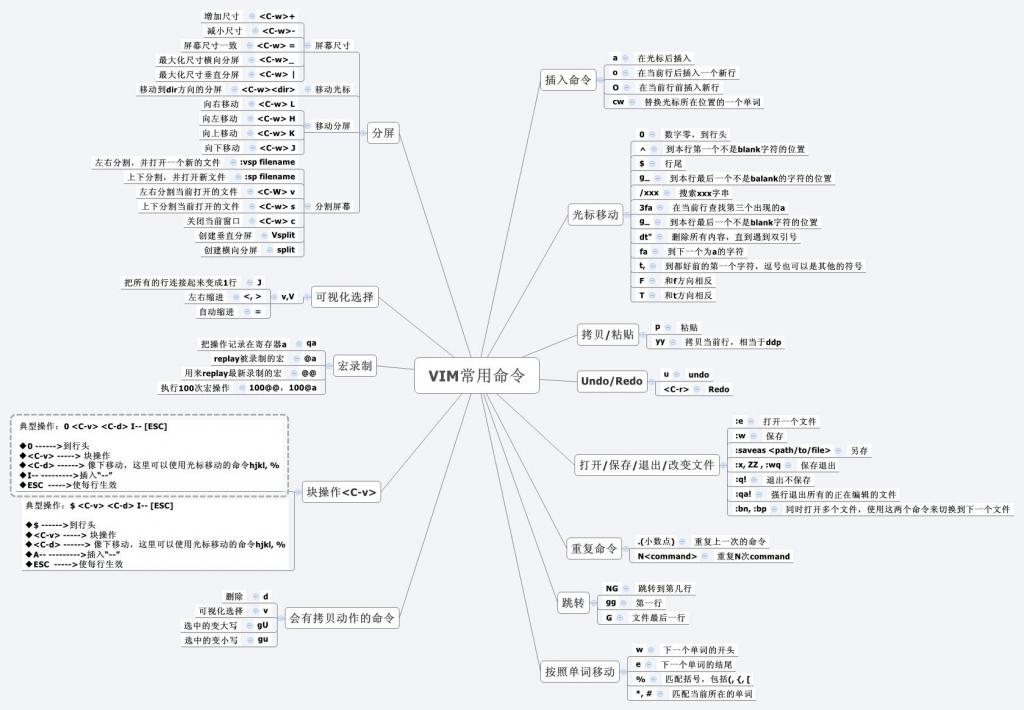 VIM常用命令
分屏
屏幕尺寸
增加尺寸 <C-w>+
减小尺寸 <C-w>-
屏幕尺寸一致 <C-w> =
最大化尺寸横向分屏 <C-w>_
最大化尺寸垂直分屏 <C-w> |
移动光标
移动到dir方向的分屏 <C-w><dir>
移动分屏
向右移动 <C-w> L
向左移动 <C-w> H
向上移动 <C-w> K
向下移动 <C-w> J
分割屏幕
左右分割，并打开一个新的文件 :vsp filename
上下分割，并打开新文件 :sp filename
左右分割当前打开的文件 <C-W> v
上下分割当前打开的文件 <C-W> s
关闭当前窗口 <C-w> c
创建垂直分屏 Vsplit
创建横向分屏 split
可视化选择
v,V
把所有的行连接起来变成1行 J
左右缩进 <, >
自动缩进 =
宏录制
把操作记录在寄存器a qa
replay被录制的宏 @a
用来replay最新录制的宏 @@
执行100次宏操作 100@@，100@a
块操作<C-v>
典型操作：0 <C-v> <C-d> I-- [ESC]
◆0 ------>到行头
◆<C-v> -----> 块操作
◆<C-d> ------> 像下移动，这里可以使用光标移动的命令hjkl, %
◆I-- --------->插入“--”
◆ESC ----->使每行生效
典型操作：$ <C-v> <C-d> I-- [ESC]
◆$ ------>到行头
◆<C-v> -----> 块操作
◆<C-d> ------> 像下移动，这里可以使用光标移动的命令hjkl, %
◆A-- --------->插入“--”
◆ESC ----->使每行生效
会有拷贝动作的命令
删除 d
可视化选择 v
选中的变大写 gU
选中的变小写 gu
插入命令
a 在光标后插入
o 在当前行后插入一个新行
O 在当前行前插入新行
cw 替换光标所在位置的一个单词
光标移动
0 数字零，到行头
^ 到本行第一个不是blank字符的位置
$ 行尾
g_ 到本行最后一个不是balank的字符的位置
/xxx 搜索xxx字串
3fa 在当前行查找第三个出现的a
g_ 到本行最后一个不是blank字符的位置
dt" 删除所有内容，直到遇到双引号
fa 到下一个为a的字符
t, 到都好前的第一个字符，逗号也可以是其他的符号
F 和f方向相反
T 和t方向相反
拷贝/粘贴
p 粘贴
yy 拷贝当前行，相当于ddp
Undo/Redo
u undo
<C-r> Redo
打开/保存/退出/改变文件
:e 打开一个文件
:w 保存
:saveas <path/to/file> 另存
:x, ZZ , :wq 保存退出
:q! 退出不保存
:qa! 强行退出所有的正在编辑的文件
:bn, :bp 同时打开多个文件，使用这两个命令来切换到下一个文件
重复命令
.(小数点) 重复上一次的命令
N<command> 重复N次command
跳转
NG 跳转到第几行
gg 第一行
G 文件最后一行
按照单词移动
w 下一个单词的开头
e 下一个单词的结尾
% 匹配括号，包括(, {, [
*, # 匹配当前所在的单词